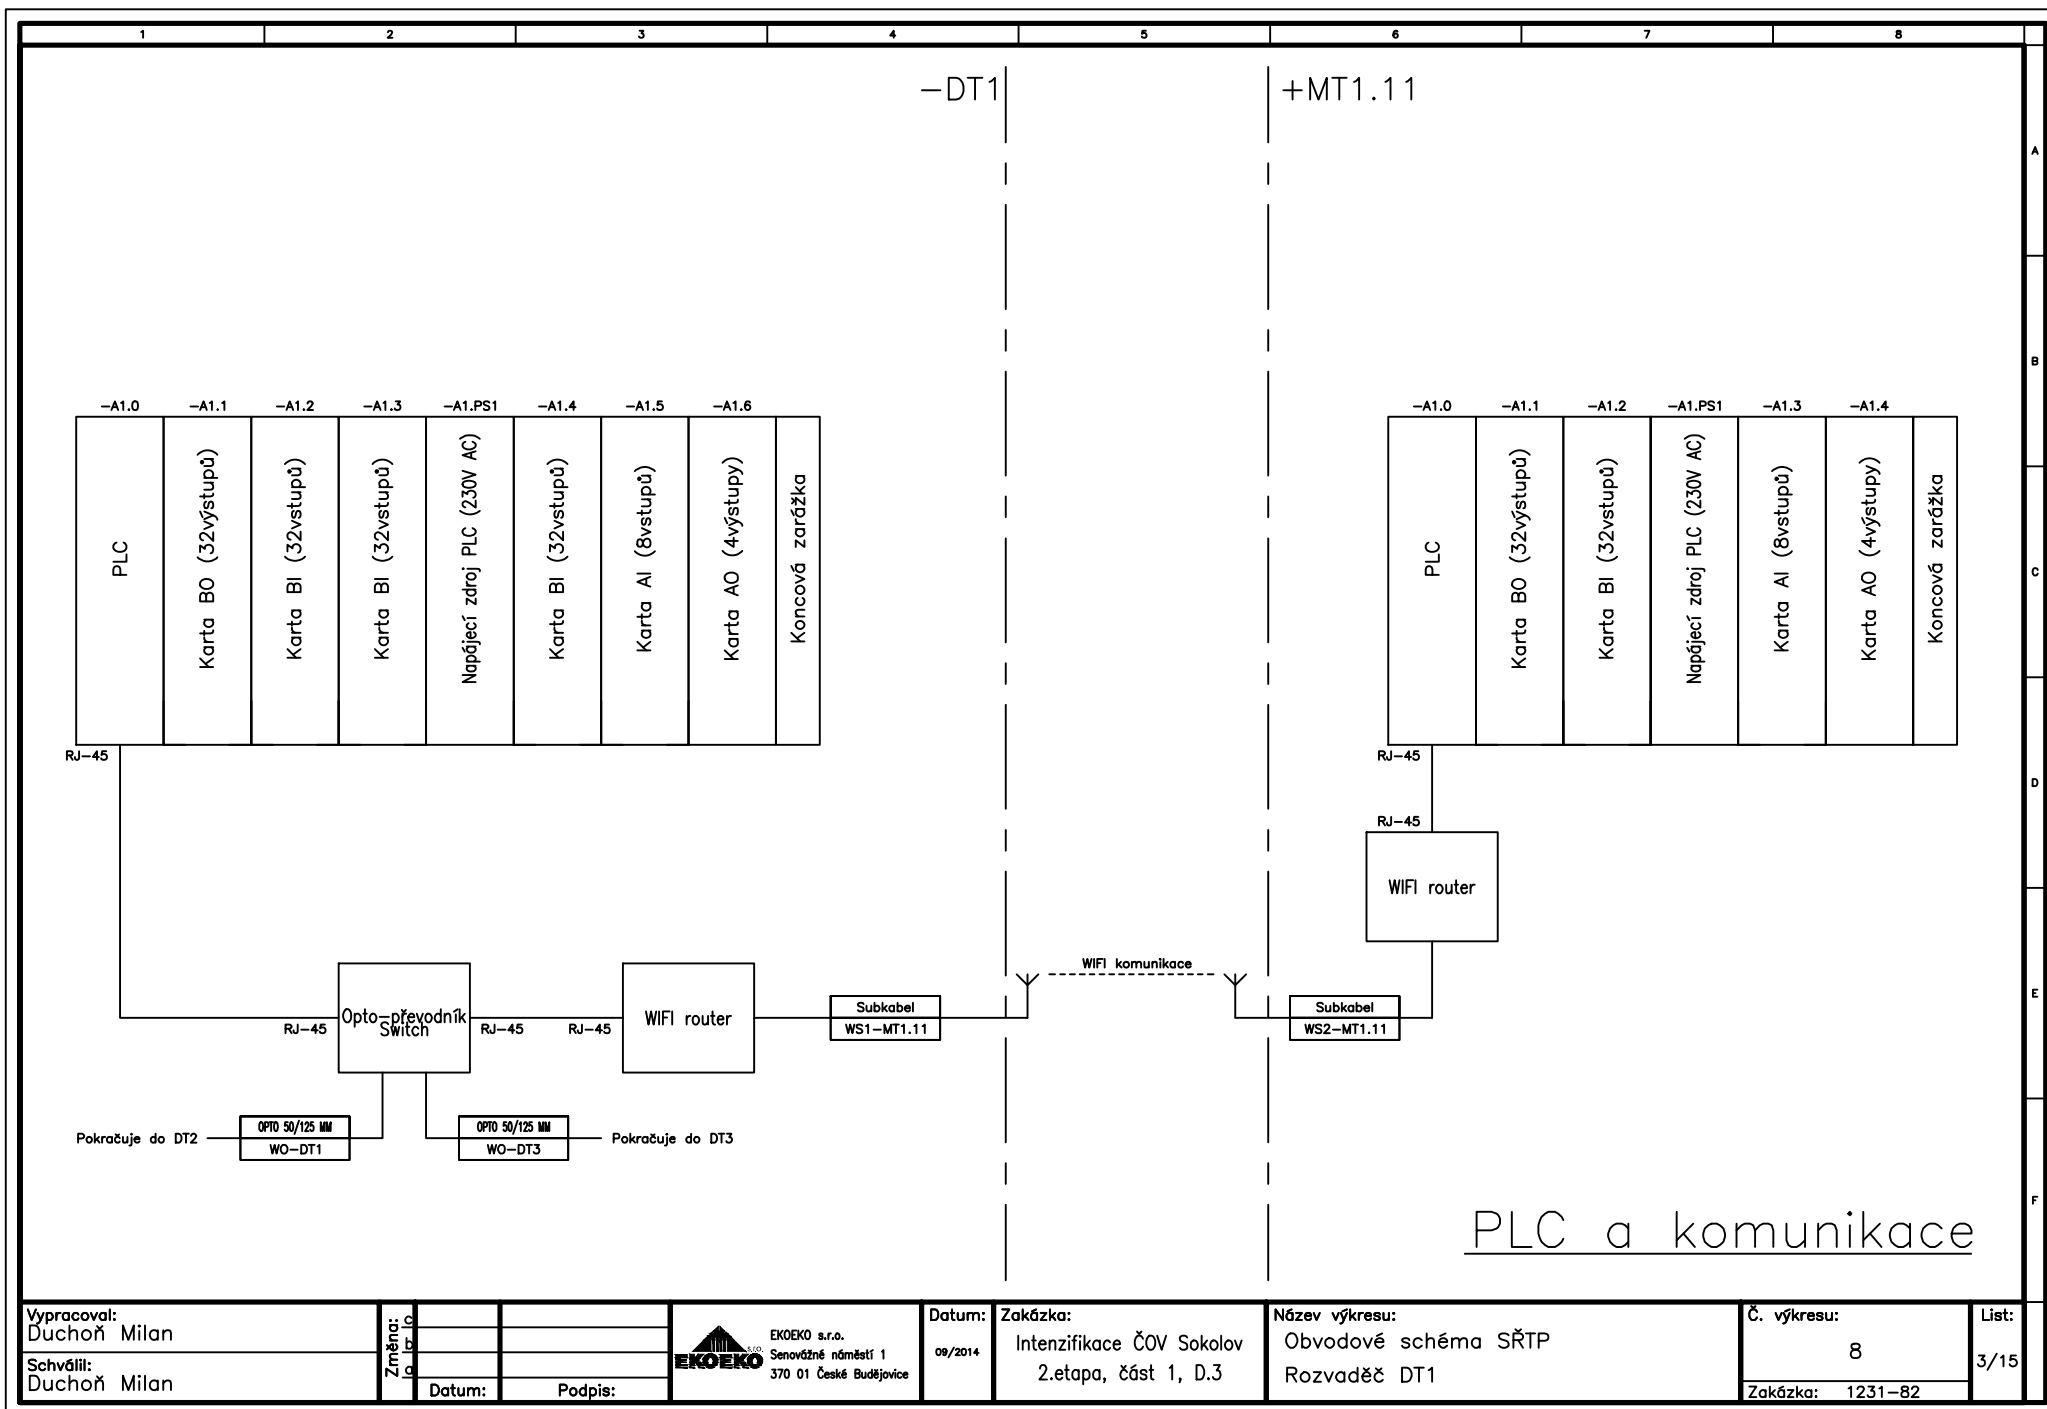 1 2 3 4 5 6 7 8
-DT1 +MT1.11
A
B
C
D
E
F
-A1.0 -A1.1 -A1.2 -A1.3 -A1.PS1 -A1.4 -A1.5 -A1.6
PLC
Karta BO (32výstupů)
Karta BI (32vstupů)
Karta BI (32vstupů)
Napájecí zdroj PLC (230V AC)
Karta BI (32vstupů)
Karta AI (8vstupů)
Karta AO (4výstupy)
Koncová zarážka
RJ-45
-A1.0 -A1.1 -A1.2 -A1.PS1 -A1.3 -A1.4
PLC
Karta BO (32výstupů)
Karta BI (32vstupů)
Napájecí zdroj PLC (230V AC)
Karta AI (8vstupů)
Karta AO (4výstupy)
Koncová zarážka
RJ-45
RJ-45
WIFI router
RJ-45
Opto-převodník
Switch
RJ-45
RJ-45
WIFI router
Subkabel
WS1-MT1.11
WIFI komunikace
Subkabel
WS2-MT1.11
Pokračuje do DT2
OPTO 50/125 MM
WO-DT1
OPTO 50/125 MM
WO-DT3
Pokračuje do DT3
PLC a komunikace
Vypracoval:
Duchoň Milan
Schválil:
Duchoň Milan
Změna:
c
b
a
Datum:
Podpis:
EKOEKO s.r.o.
EKOEKO s.r.o.
Senovážné náměstí 1
370 01 České Budějovice
Datum:
09/2014
Zakázka:
Intenzifikace ČOV Sokolov
2.etapa, část 1, D.3
Název výkresu:
Obvodové schéma SŘTP
Rozvaděč DT1
Č. výkresu:
8
Zakázka: 1231-82
List:
3/15